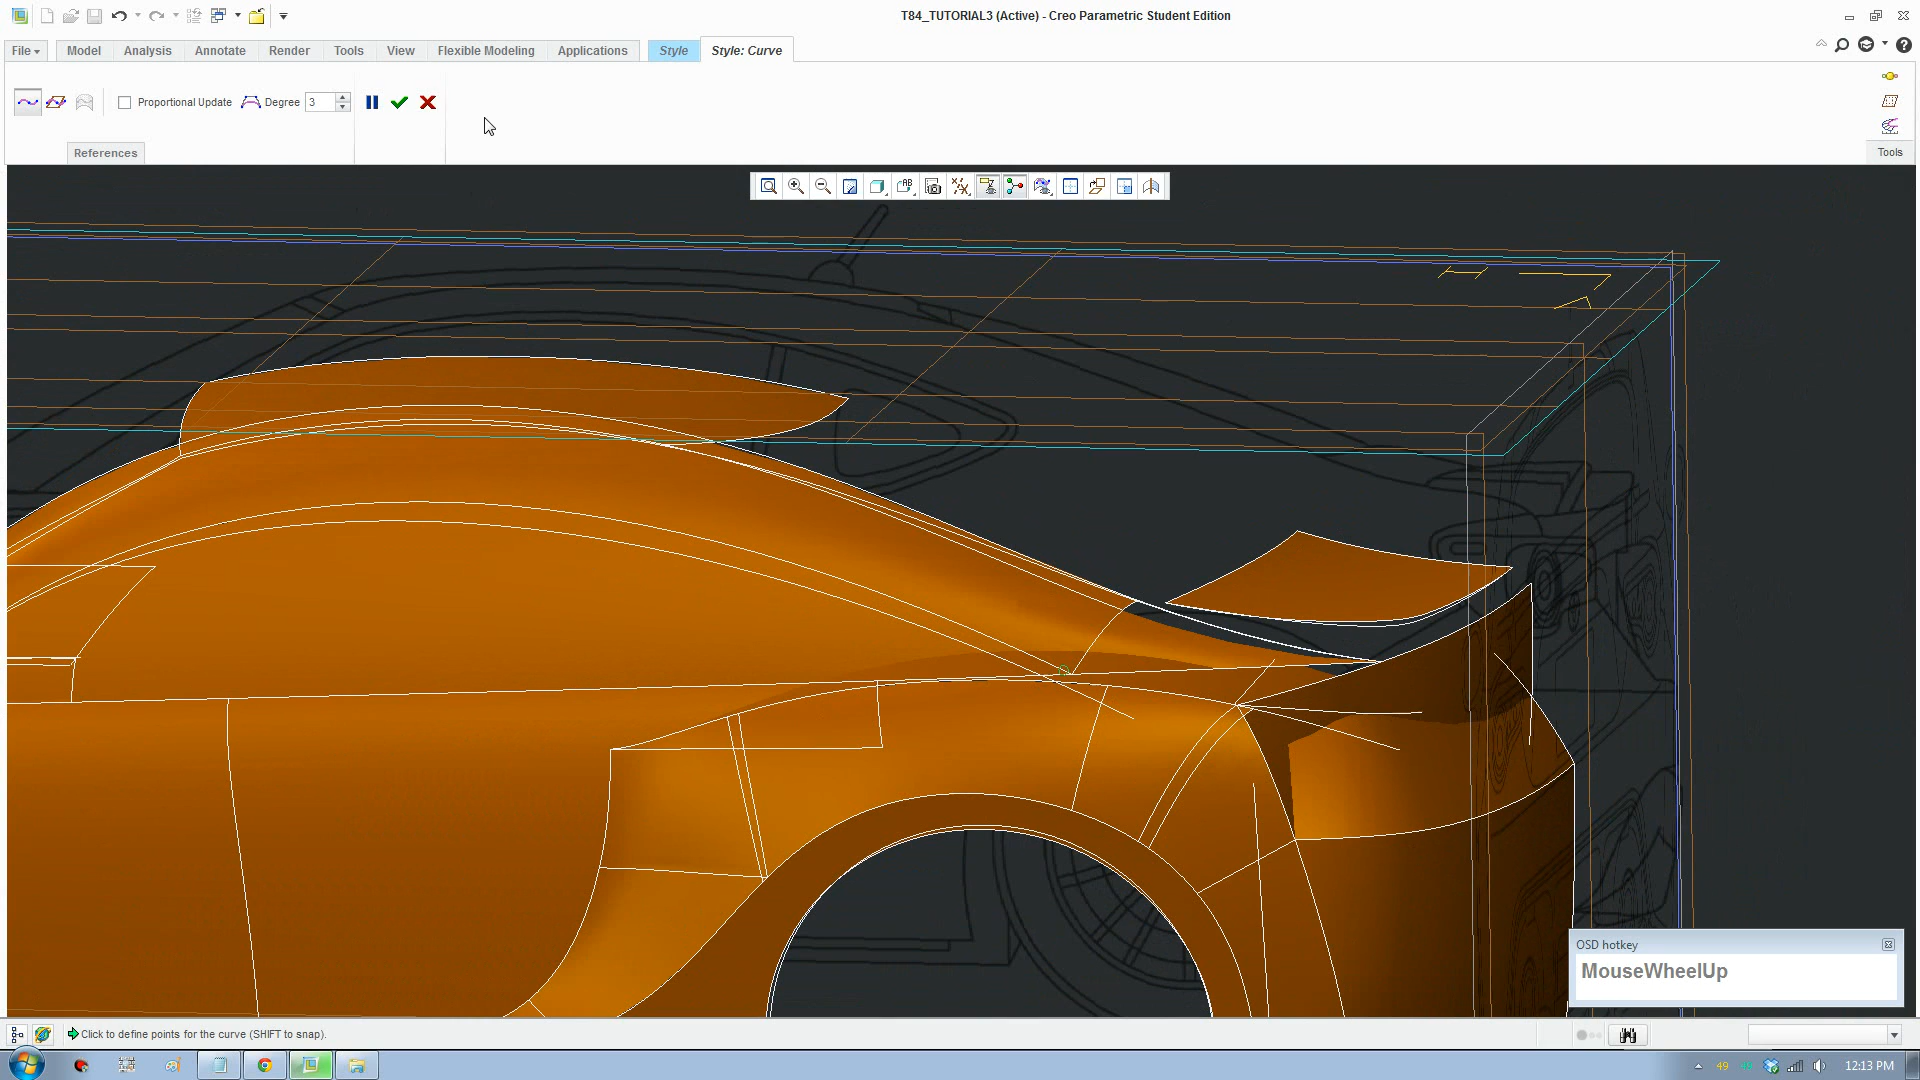 T84_TUTORIAL3 (Active) - Creo Parametric Student Edition
File Model Analysis Annotate Render Tools View Flexible Modeling Applications Style Style: Curve
Proportional Update Degree 3
References
Tools
OSD hotkey
MouseWheelUp
Click to define points for the curve (SHIFT to snap).
49 12:13 PM